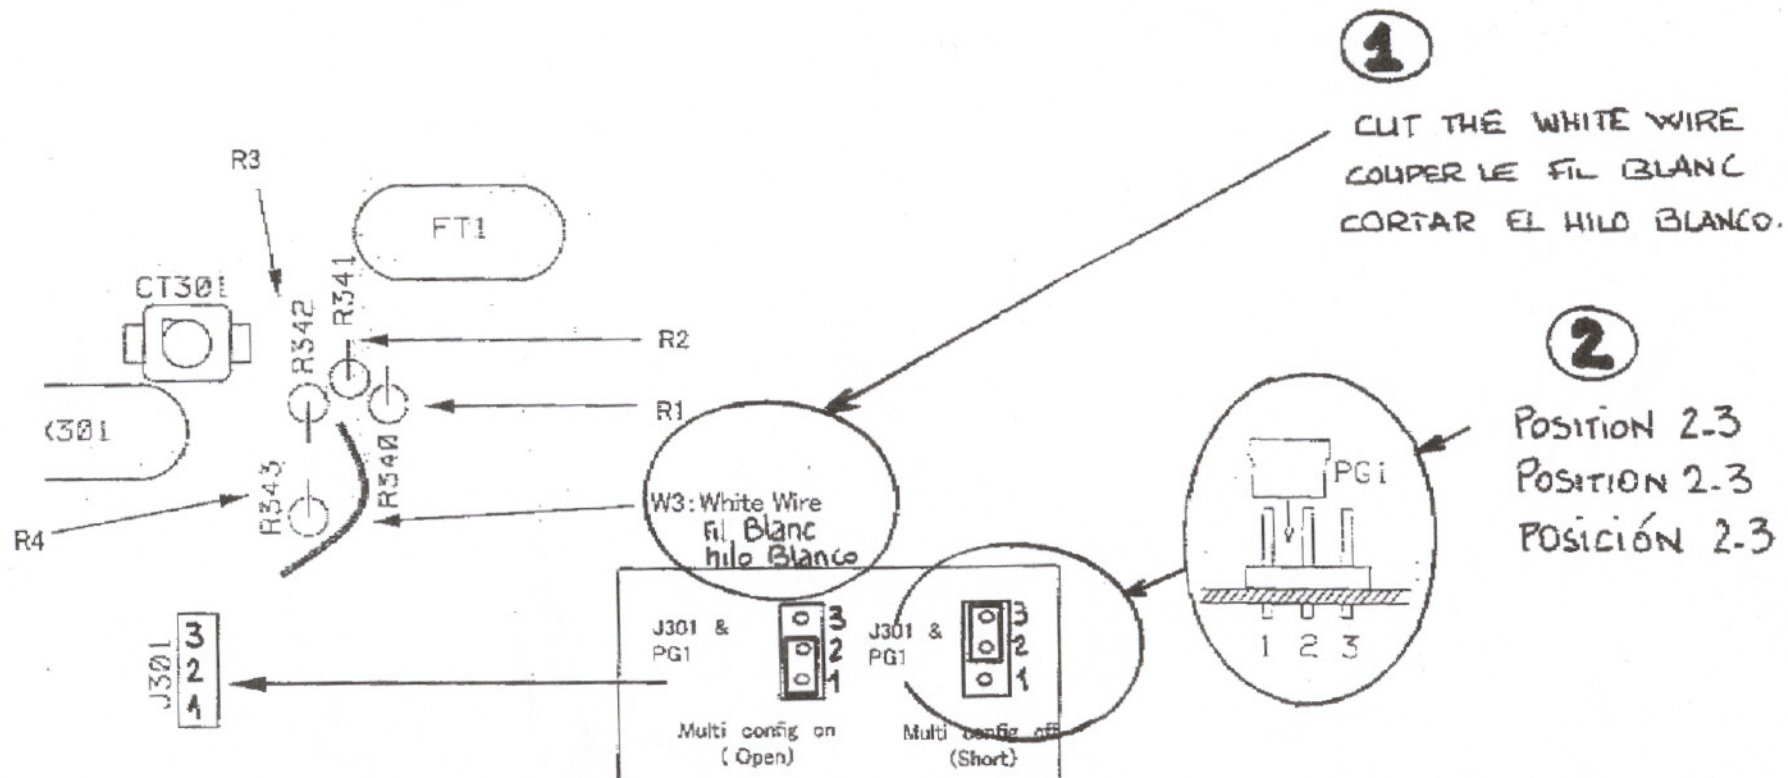 1
CUT THE WHITE WIRE
COUPER LE FIL BLANC
CORTAR EL HILO BLANCO.
R3
FT1
CT301
R342
R341
R2
R1
X301
R343
R340
R4
W3: White Wire
Fil Blanc
hilo Blanco
2
POSITION 2-3
POSITION 2-3
POSICIÓN 2-3
PG1
1 2 3
J301
3
2
1
J301 &
PG1
3
2
1
Multi config on
( Open)
J301 &
PG1
3
2
1
Multi config off
(Short)